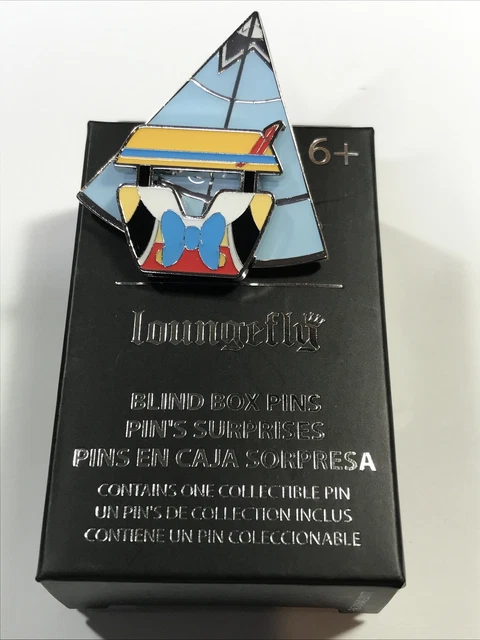 6+
loungefly
BLIND BOX PINS
PIN'S SURPRISES
PINS EN CAJA SORPRESA
CONTAINS ONE COLLECTIBLE PIN
UN PIN'S DE COLLECTION INCLUS
CONTIENE UN PIN COLECCIONABLE